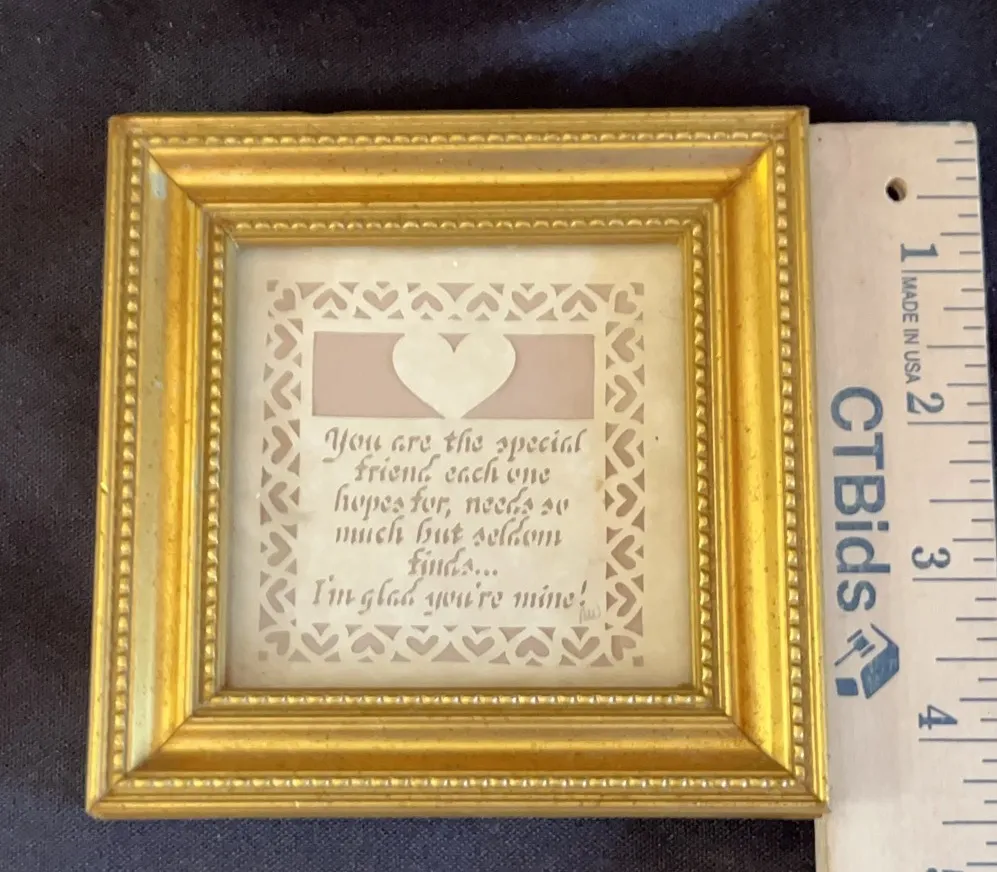 You are the special
friend each one
hopes for, needs so
much but seldom
finds...
I'm glad you're mine!
1
MADE IN USA
2
CTBids
3
4